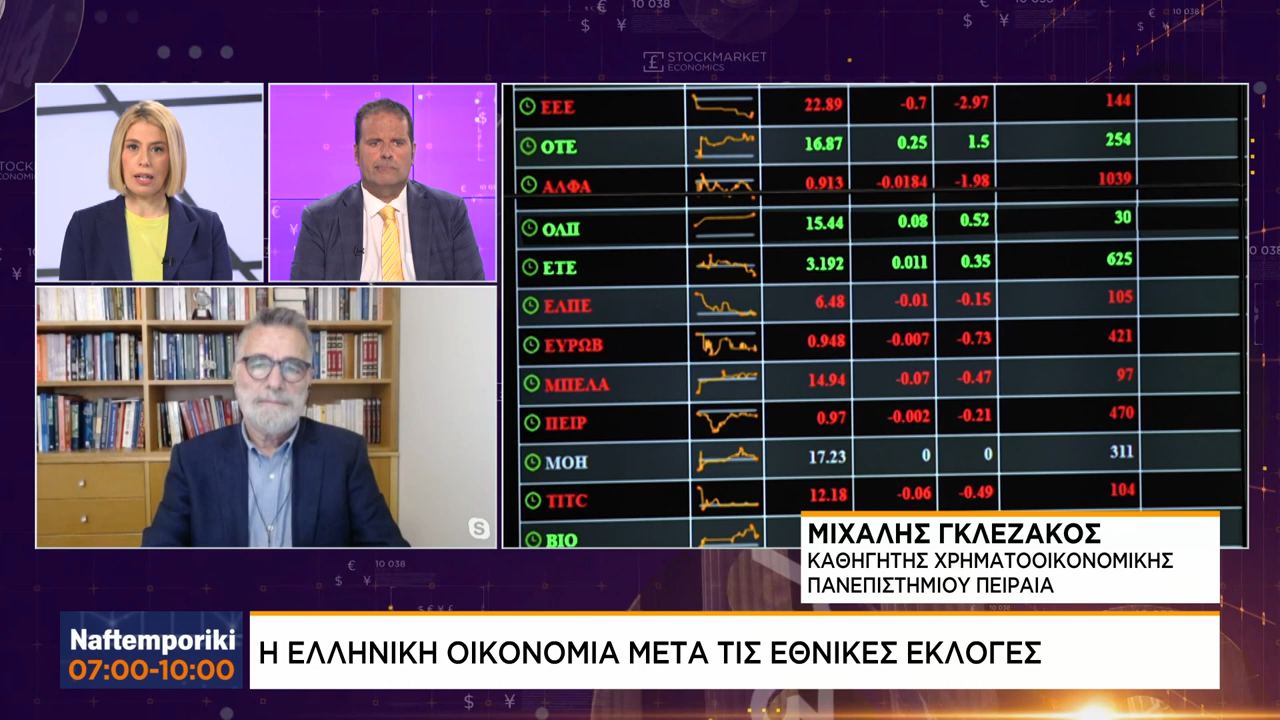 10 038
€
$ ¥
STOCKMARKET
ECONOMICS
ΕΕΕ 22.89 -0.7 -2.97 144
ΟΤΕ 16.87 0.25 1.5 254
ΑΛΦΑ 0.913 -0.0184 -1.98 1039
ΟΛΠ 15.44 0.08 0.52 30
ΕΤΕ 3.192 0.011 0.35 625
ΕΛΠΕ 6.48 -0.01 -0.15 105
ΕΥΡΩΒ 0.948 -0.007 -0.73 421
ΜΠΕΛΑ 14.94 -0.07 -0.47 97
ΠΕΙΡ 0.97 -0.002 -0.21 470
ΜΟΗ 17.23 0 0 311
TITC 12.18 -0.06 -0.49 104
ΒΙΟ
ΜΙΧΑΛΗΣ ΓΚΛΕΖΑΚΟΣ
ΚΑΘΗΓΗΤΗΣ ΧΡΗΜΑΤΟΟΙΚΟΝΟΜΙΚΗΣ
ΠΑΝΕΠΙΣΤΗΜΙΟΥ ΠΕΙΡΑΙΑ
10 038
Naftemporiki
07:00-10:00
Η ΕΛΛΗΝΙΚΗ ΟΙΚΟΝΟΜΙΑ ΜΕΤΑ ΤΙΣ ΕΘΝΙΚΕΣ ΕΚΛΟΓΕΣ